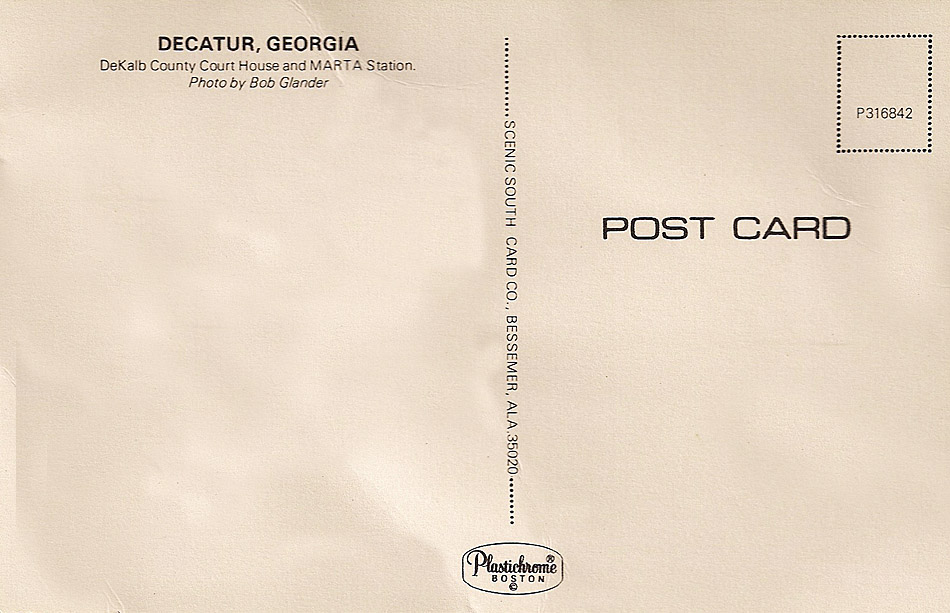 DECATUR, GEORGIA
DeKalb County Court House and MARTA Station.
Photo by Bob Glander
SCENIC SOUTH CARD CO., BESSEMER, ALA. 35020
P316842
POST CARD
Plastichrome®
BOSTON
©